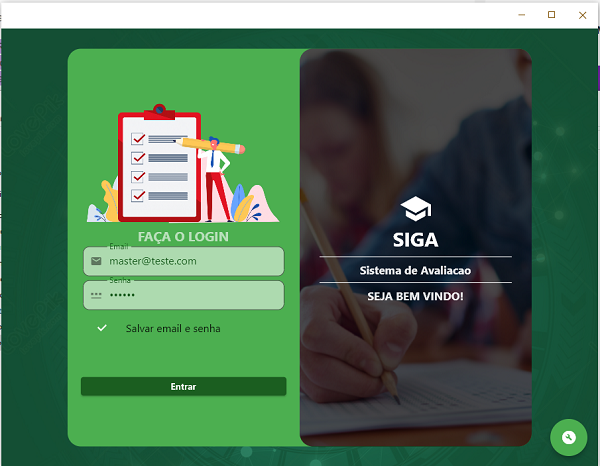 FAÇA O LOGIN
Email
master@teste.com
Senha
••••••
Salvar email e senha
Entrar
SIGA
Sistema de Avaliacao
SEJA BEM VINDO!